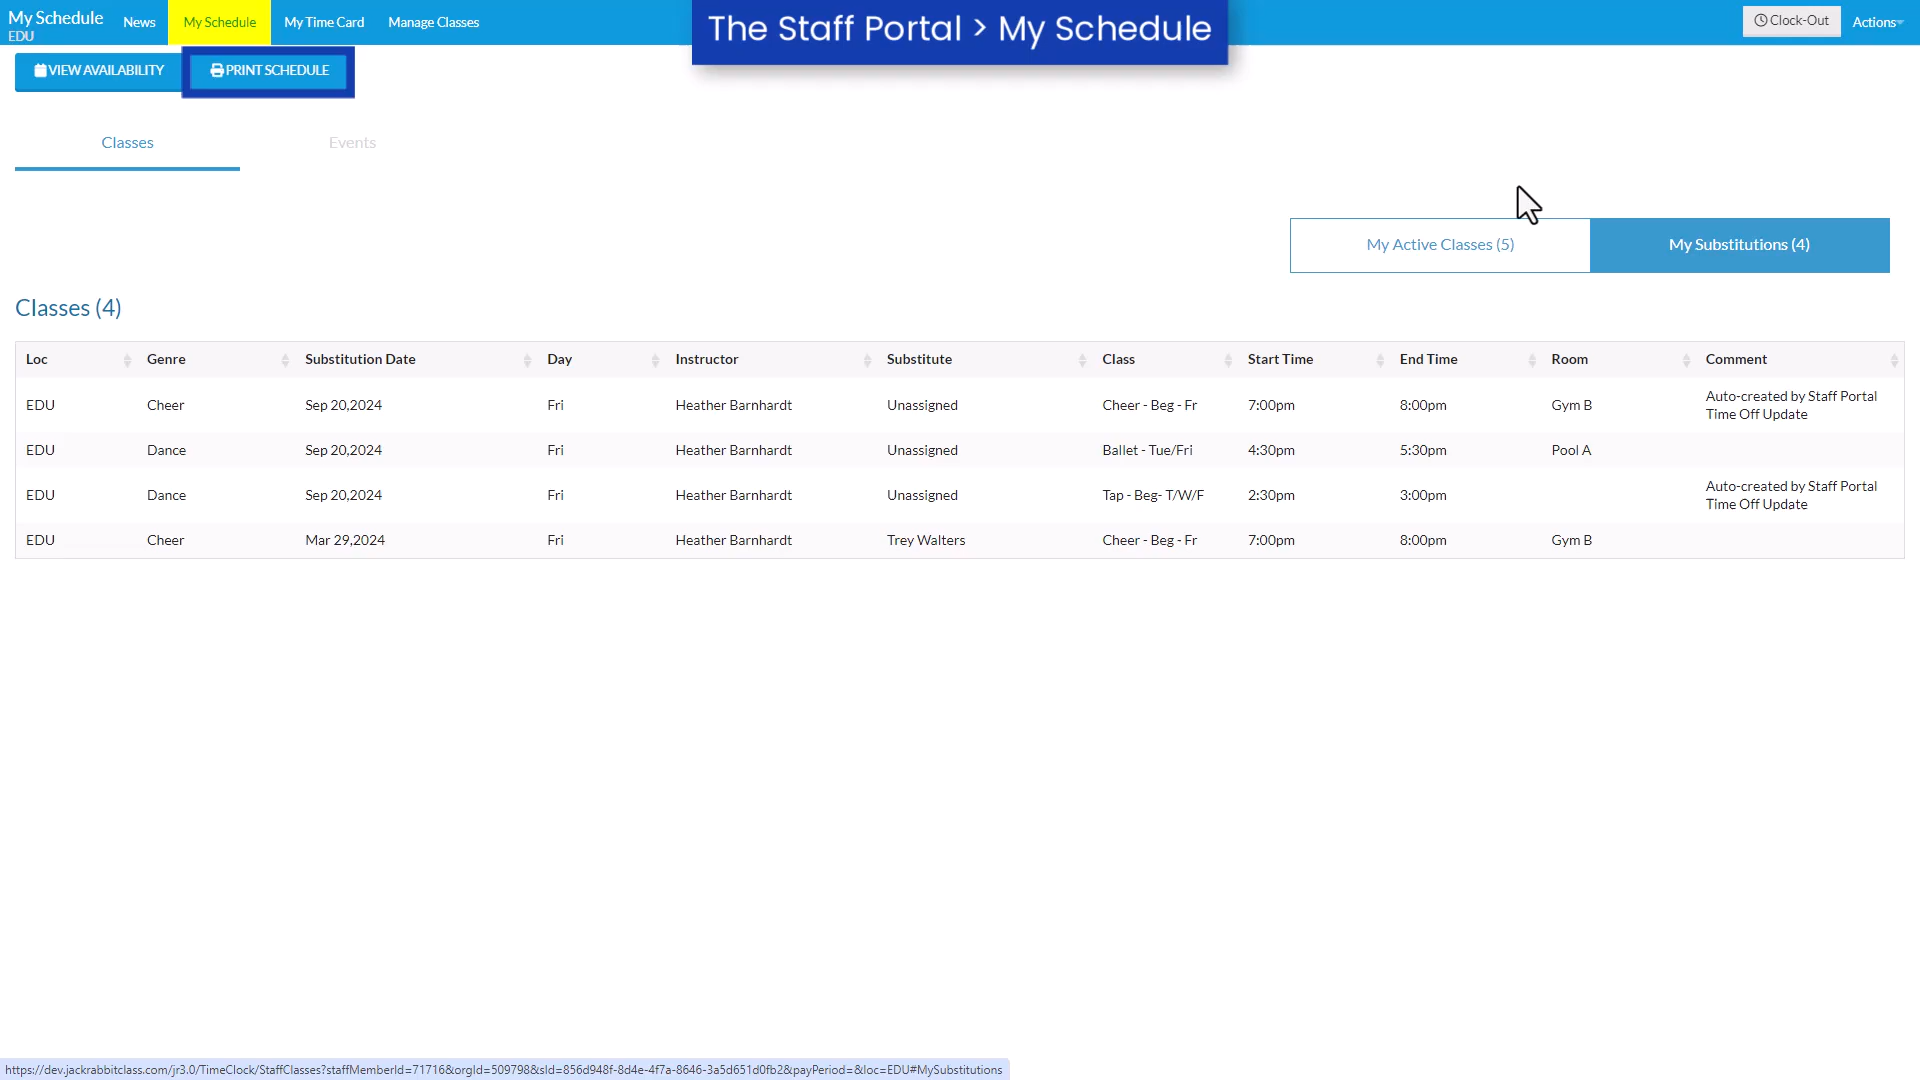 My Schedule
EDU
News
My Schedule
My Time Card
Manage Classes
The Staff Portal > My Schedule
Clock-Out
Actions
VIEW AVAILABILITY
PRINT SCHEDULE
Classes
Events
My Active Classes (5)
My Substitutions (4)
Classes (4)
Loc Genre Substitution Date Day Instructor Substitute Class Start Time End Time Room Comment
EDU Cheer Sep 20,2024 Fri Heather Barnhardt Unassigned Cheer - Beg - Fr 7:00pm 8:00pm Gym B Auto-created by Staff Portal
Time Off Update
EDU Dance Sep 20,2024 Fri Heather Barnhardt Unassigned Ballet - Tue/Fri 4:30pm 5:30pm Pool A
EDU Dance Sep 20,2024 Fri Heather Barnhardt Unassigned Tap - Beg- T/W/F 2:30pm 3:00pm Auto-created by Staff Portal
Time Off Update
EDU Cheer Mar 29,2024 Fri Heather Barnhardt Trey Walters Cheer - Beg - Fr 7:00pm 8:00pm Gym B
https://dev.jackrabbitclass.com/jr3.0/TimeClock/StaffClasses?staffMemberId=71716&orgId=509798&sId=856d948f-8d4e-4f7a-8646-3a5d651d0fb2&payPeriod=&loc=EDU#MySubstitutions